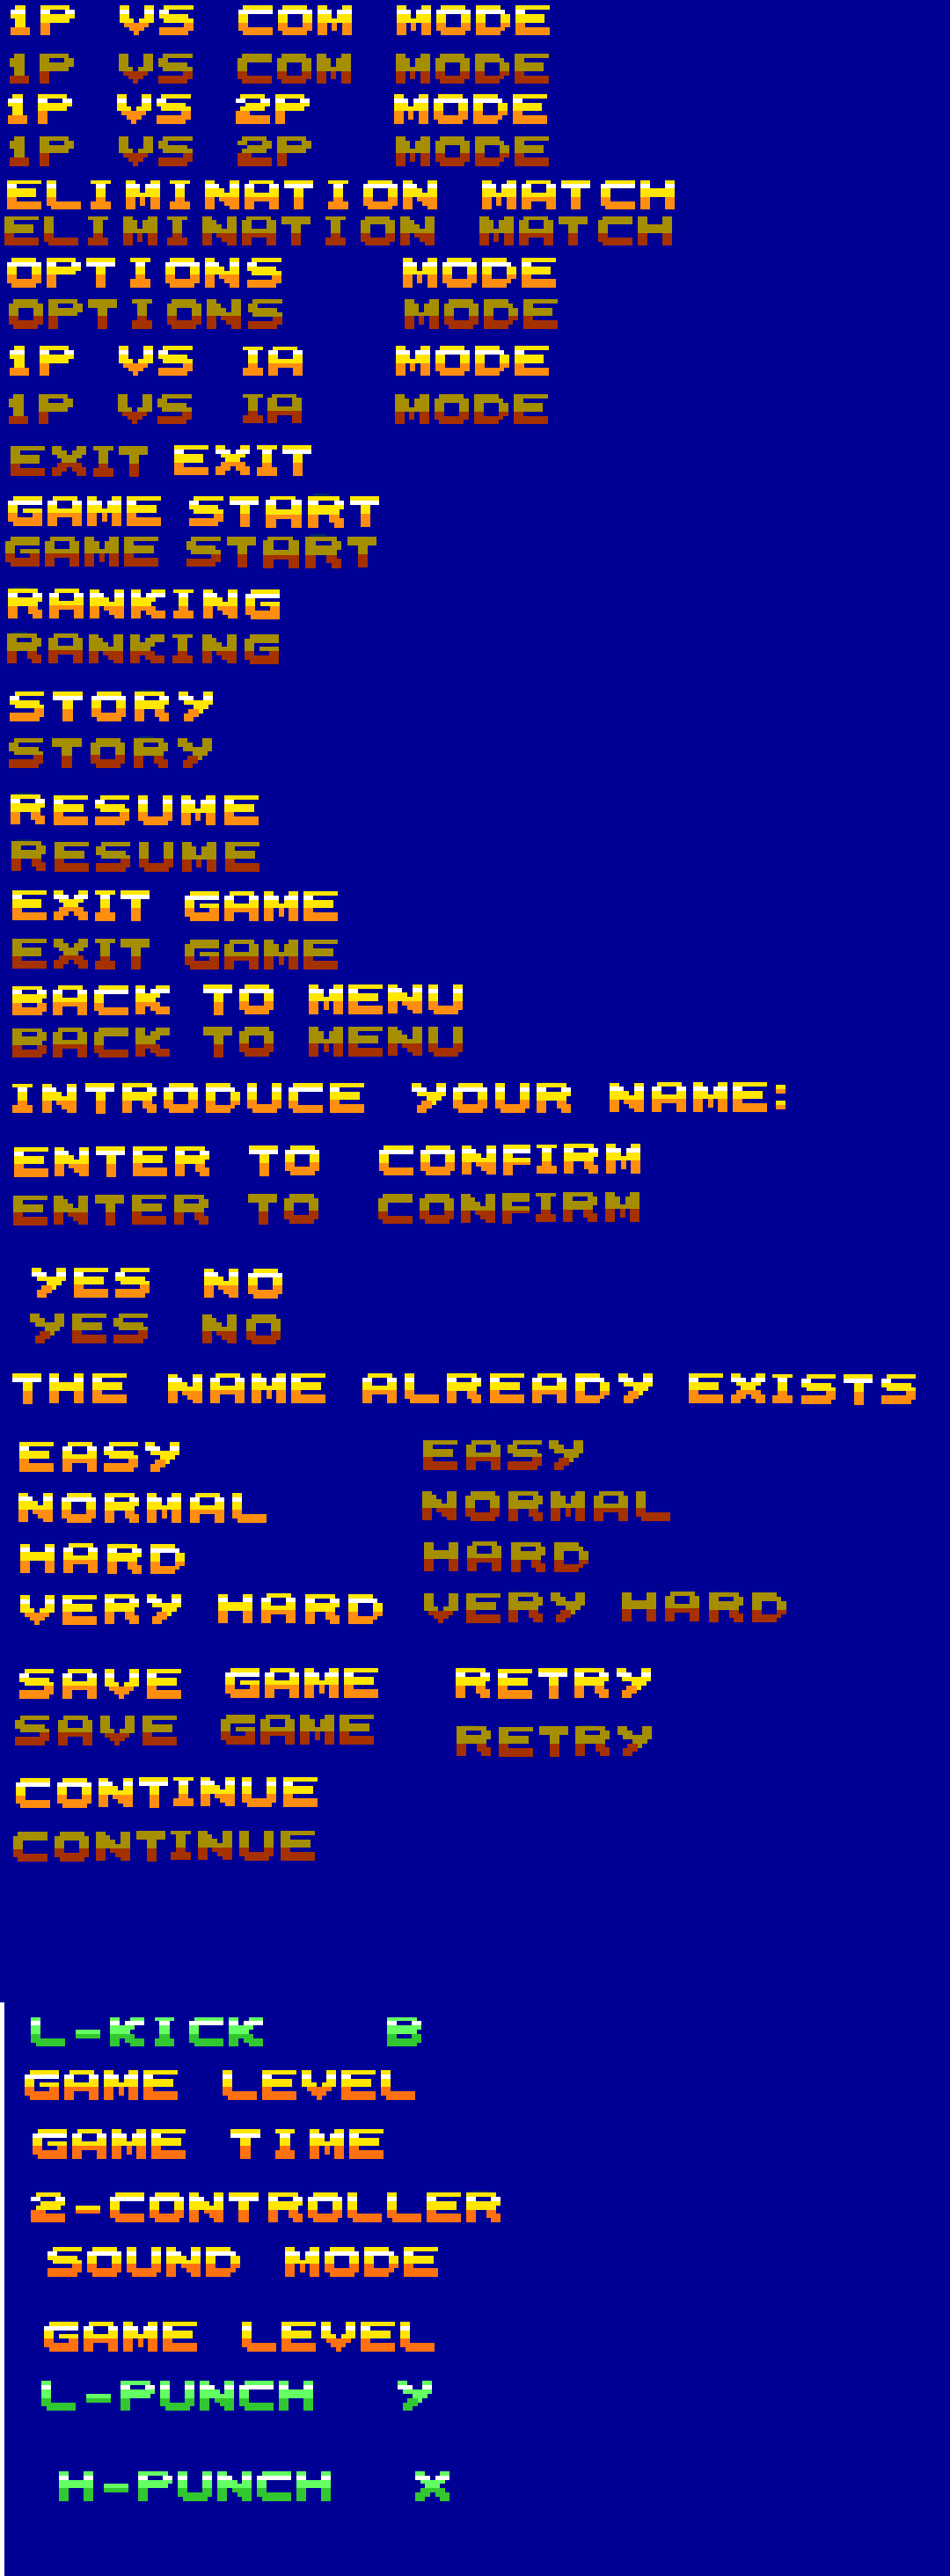 1P VS COM MODE
1P VS COM MODE
1P VS 2P MODE
1P VS 2P MODE
ELIMINATION MATCH
ELIMINATION MATCH
OPTIONS MODE
OPTIONS MODE
1P VS IA MODE
1P VS IA MODE
EXIT EXIT
GAME START
GAME START
RANKING
RANKING
STORY
STORY
RESUME
RESUME
EXIT GAME
EXIT GAME
BACK TO MENU
BACK TO MENU
INTRODUCE YOUR NAME:
ENTER TO CONFIRM
ENTER TO CONFIRM
YES NO
YES NO
THE NAME ALREADY EXISTS
EASY EASY
NORMAL NORMAL
HARD HARD
VERY HARD VERY HARD
SAVE GAME RETRY
SAVE GAME RETRY
CONTINUE
CONTINUE
L-KICK B
GAME LEVEL
GAME TIME
2-CONTROLLER
SOUND MODE
GAME LEVEL
L-PUNCH Y
H-PUNCH X